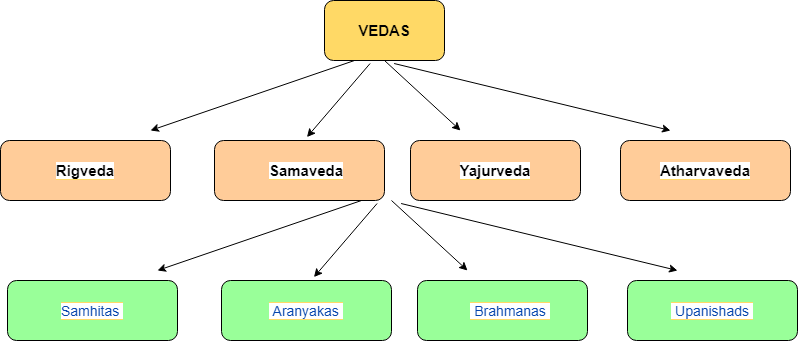 VEDAS
Rigveda
Samaveda
Yajurveda
Atharvaveda
Samhitas
Aranyakas
Brahmanas
Upanishads